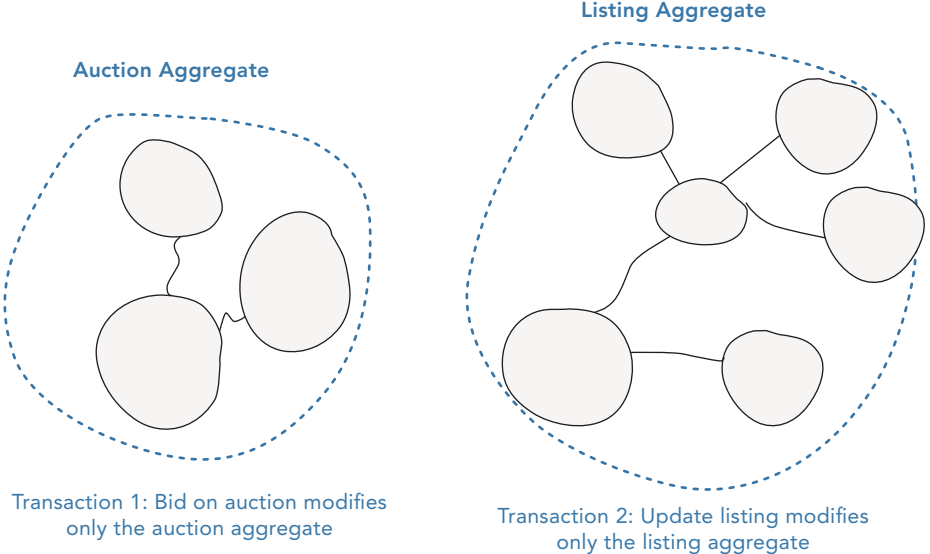 Listing Aggregate
Auction Aggregate
Transaction 1: Bid on auction modifies
only the auction aggregate
Transaction 2: Update listing modifies
only the listing aggregate